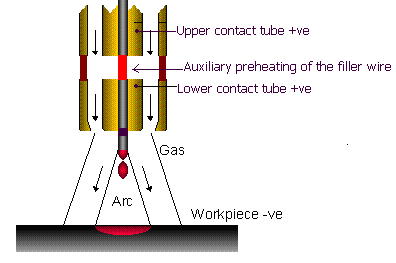 Upper contact tube +ve
Auxiliary preheating of the filler wire
Lower contact tube +ve
Gas
Arc
Workpiece -ve